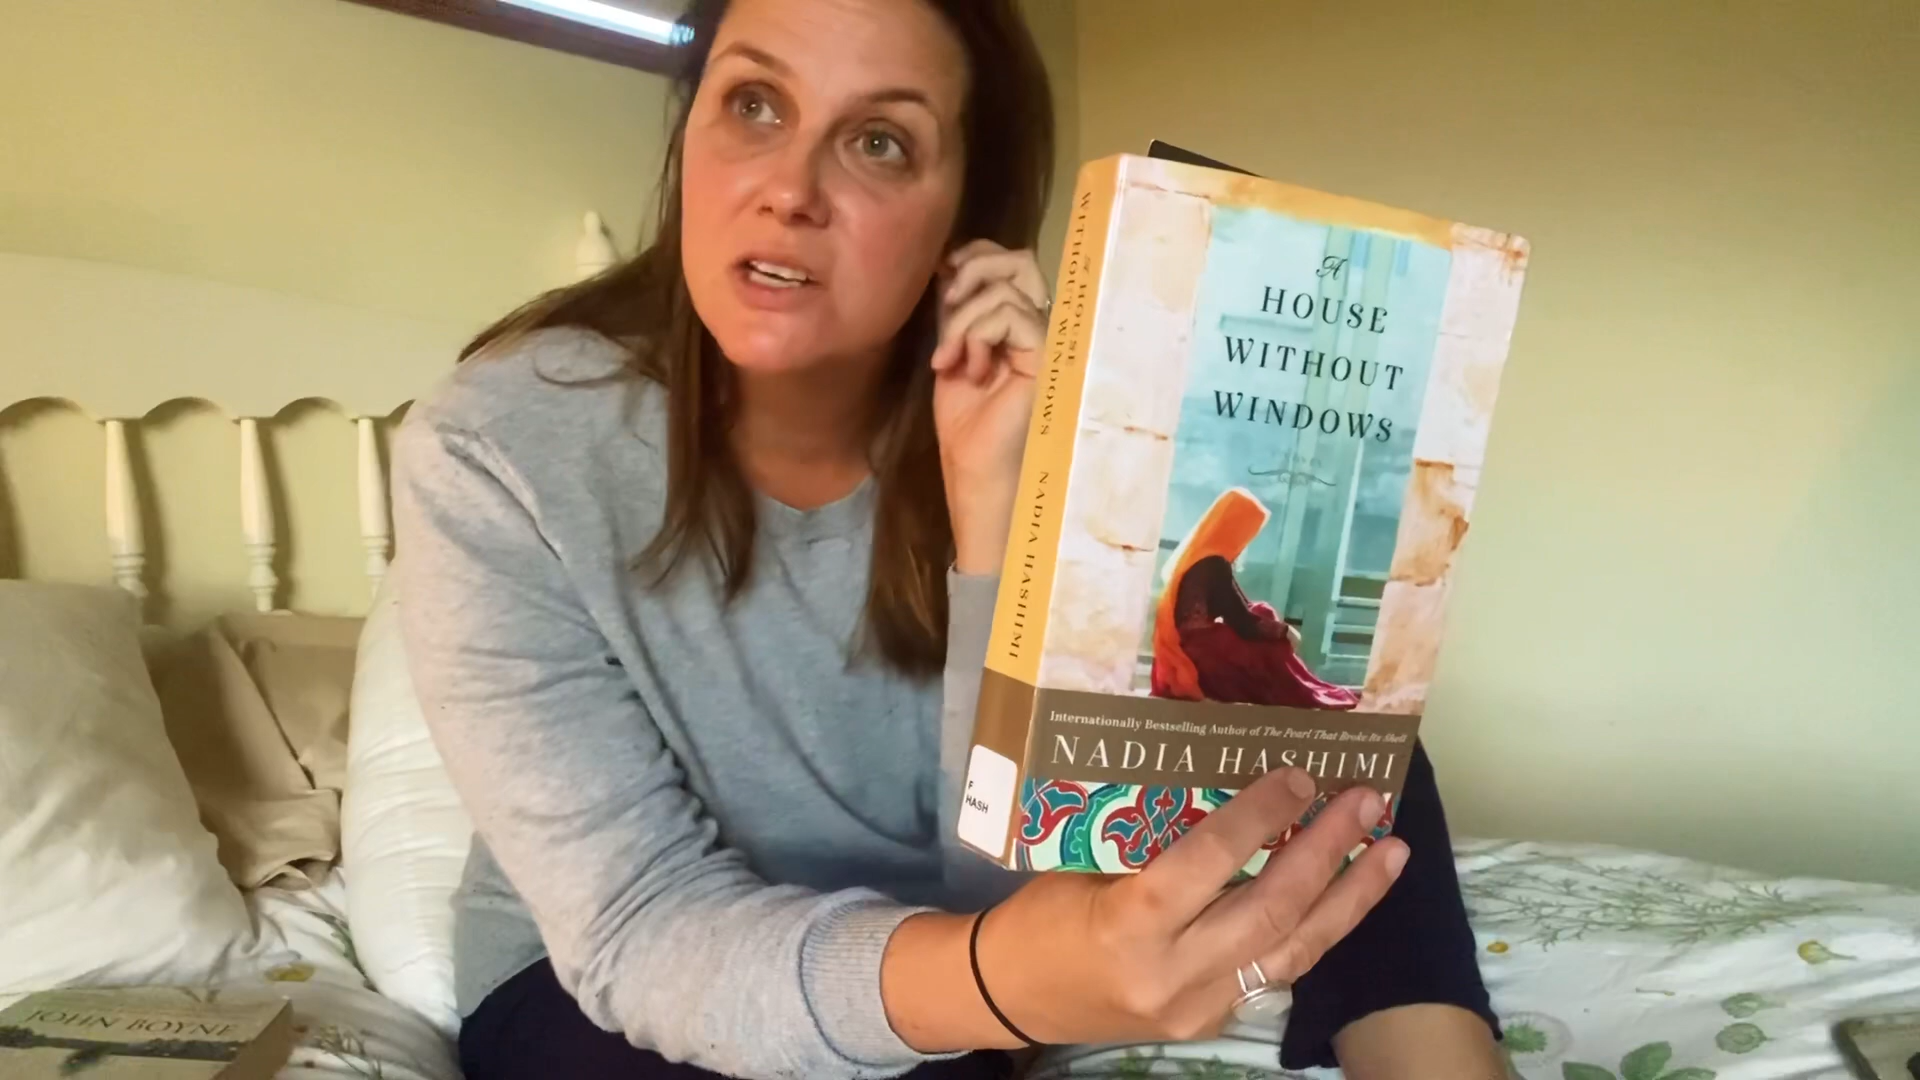 A
HOUSE
WITHOUT
WINDOWS
Internationally Bestselling Author of The Pearl That Broke Its Shell
NADIA HASHIMI
A HOUSE
WITHOUT WINDOWS
NADIA HASHIMI
F
HASH
JOHN BOYNE